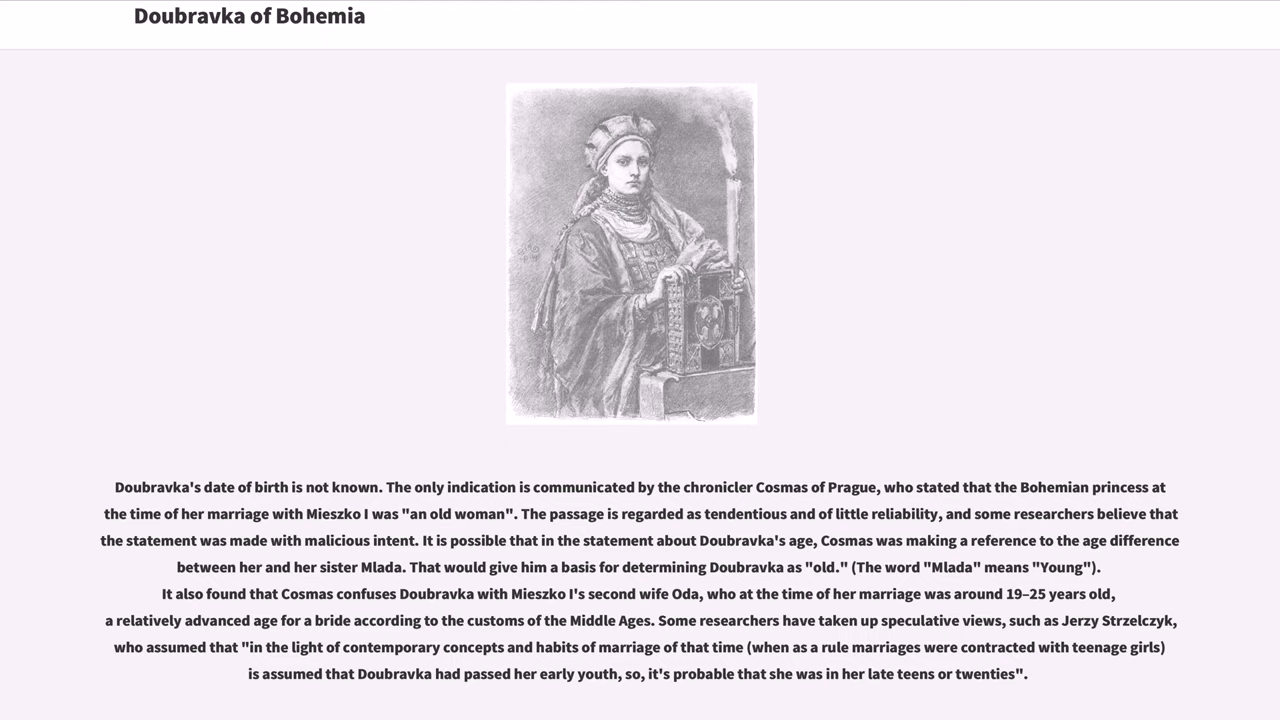 Doubravka of Bohemia
Doubravka's date of birth is not known. The only indication is communicated by the chronicler Cosmas of Prague, who stated that the Bohemian princess at
the time of her marriage with Mieszko I was "an old woman". The passage is regarded as tendentious and of little reliability, and some researchers believe that
the statement was made with malicious intent. It is possible that in the statement about Doubravka's age, Cosmas was making a reference to the age difference
between her and her sister Mlada. That would give him a basis for determining Doubravka as "old." (The word "Mlada" means "Young").
It also found that Cosmas confuses Doubravka with Mieszko I's second wife Oda, who at the time of her marriage was around 19–25 years old,
a relatively advanced age for a bride according to the customs of the Middle Ages. Some researchers have taken up speculative views, such as Jerzy Strzelczyk,
who assumed that "in the light of contemporary concepts and habits of marriage of that time (when as a rule marriages were contracted with teenage girls)
is assumed that Doubravka had passed her early youth, so, it's probable that she was in her late teens or twenties".